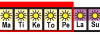 Ma Ti Ke To Pe La Su